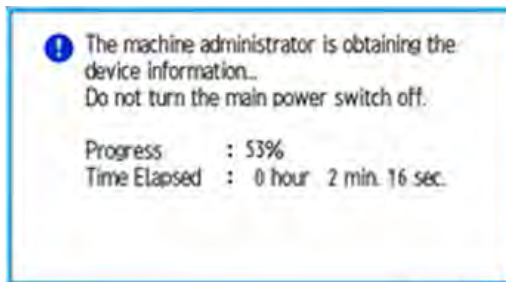 The machine administrator is obtaining the
device information...
Do not turn the main power switch off.
Progress : 53%
Time Elapsed : 0 hour 2 min. 16 sec.